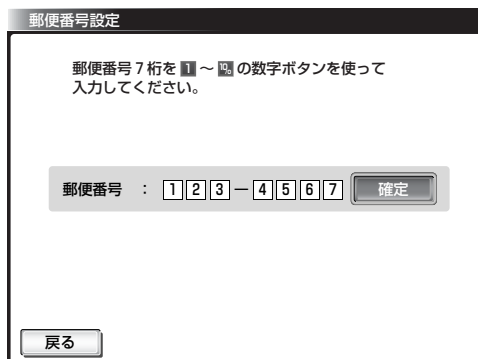 郵便番号設定
郵便番号7桁を 1 ～ 10/0 の数字ボタンを使って
入力してください。
郵便番号 : 1 2 3 － 4 5 6 7 確定
戻る